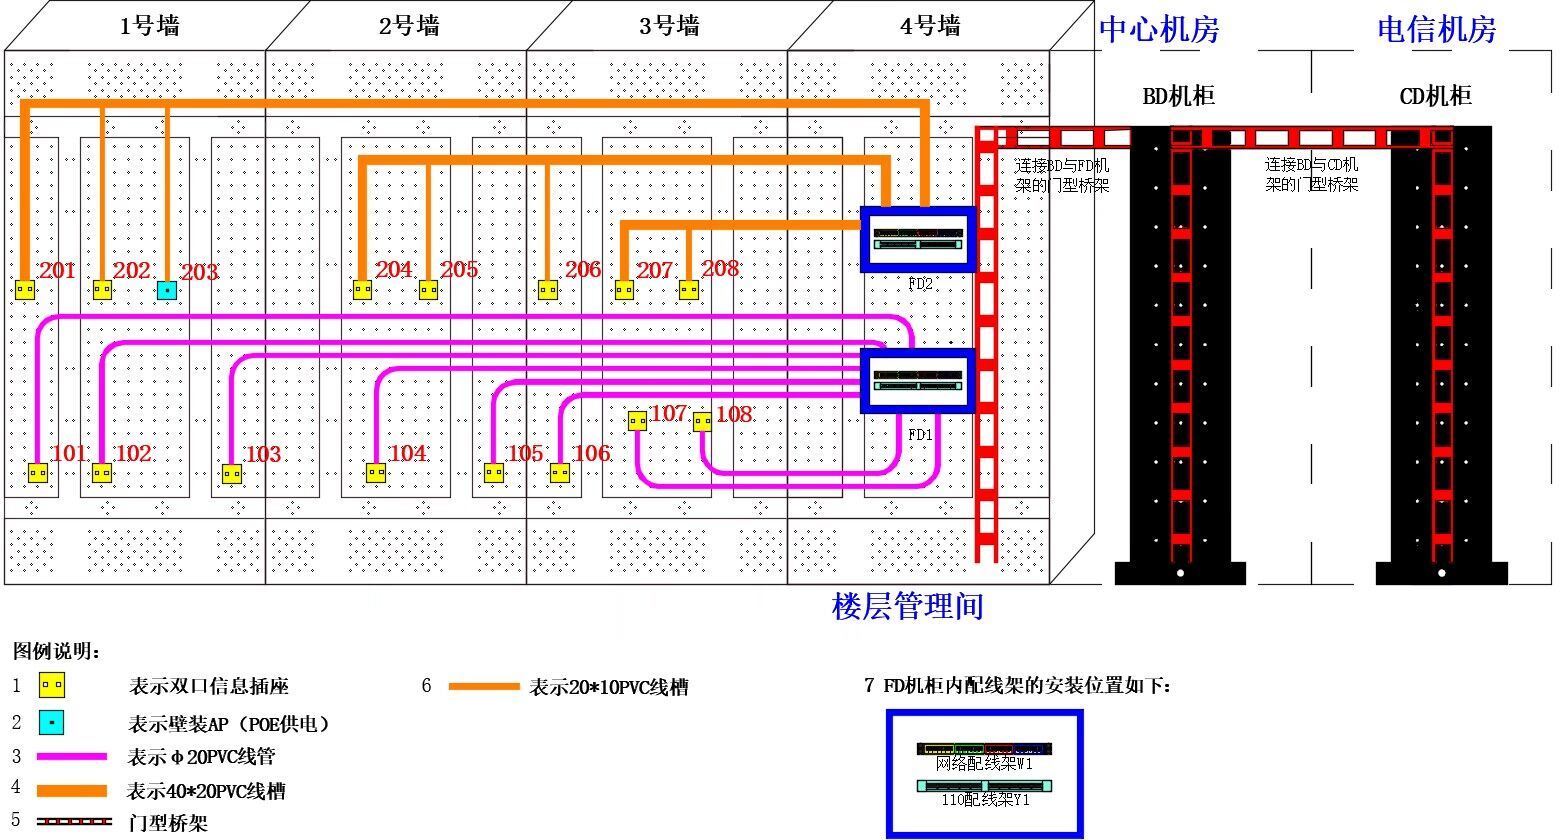 1号墙
2号墙
3号墙
4号墙
中心机房
电信机房
BD机柜
CD机柜
连接BD与FD机
架的门型桥架
连接BD与CD机
架的门型桥架
201
202
203
204
205
206
207
208
FD2
101
102
103
104
105
106
107
108
FD1
楼层管理间
图例说明：
1 表示双口信息插座
2 表示壁装AP（POE供电）
3 表示φ20PVC线管
4 表示40*20PVC线槽
5 门型桥架
6 表示20*10PVC线槽
7 FD机柜内配线架的安装位置如下：
网络配线架W1
110配线架Y1